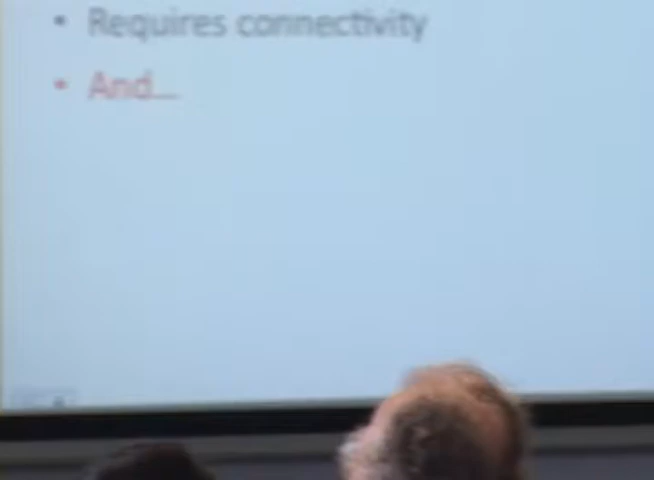 • Requires connectivity
• And...